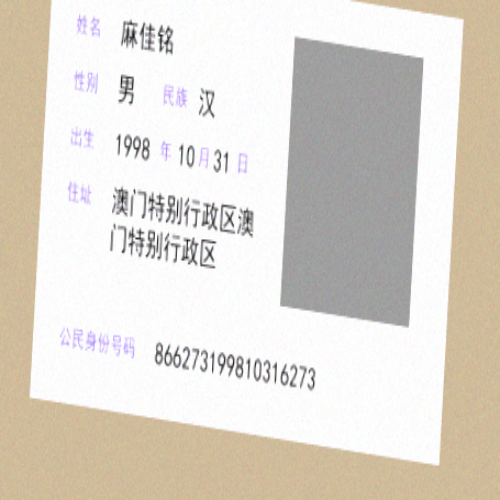 姓名 麻佳铭
性别 男 民族 汉
出生 1998 年 10 月 31 日
住址 澳门特别行政区澳
门特别行政区
公民身份号码 866273199810316273